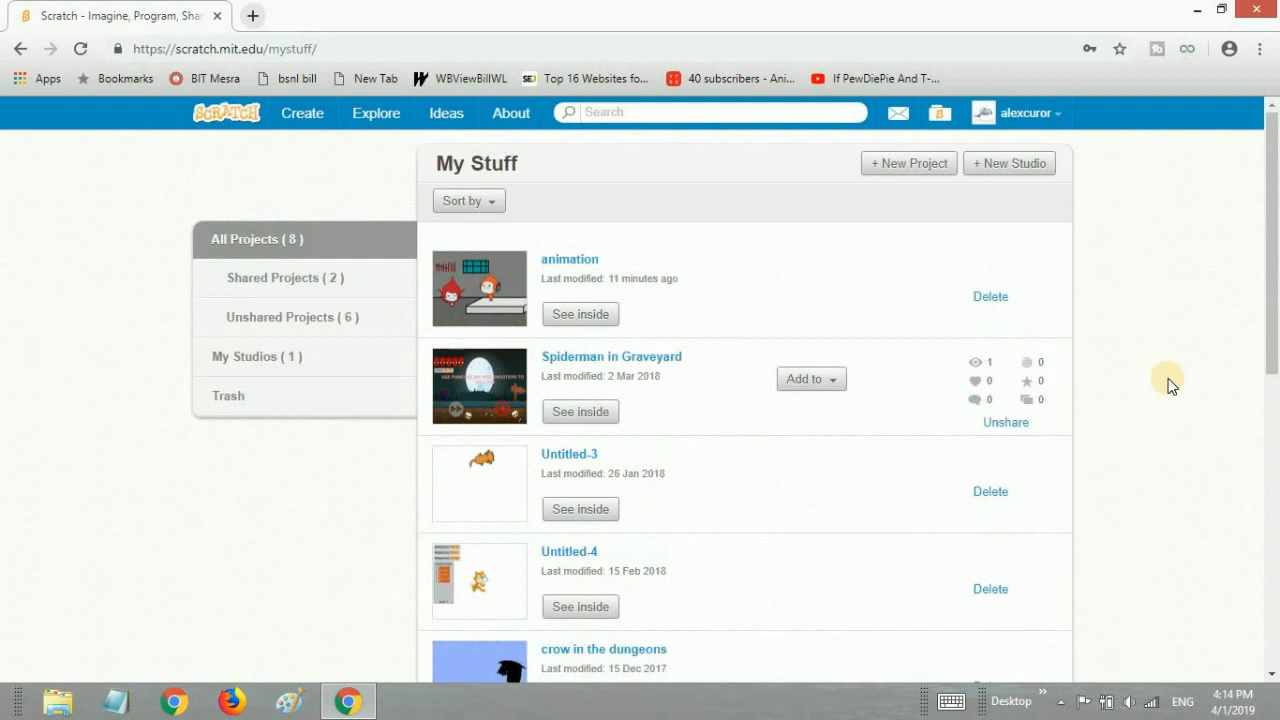 Scratch - Imagine, Program, Sha
https://scratch.mit.edu/mystuff/
Apps Bookmarks BIT Mesra bsnl bill New Tab WBViewBillWL Top 16 Websites fo... 40 subscribers - Ani... If PewDiePie And T-...
SCRATCH Create Explore Ideas About Search alexcuror
My Stuff + New Project + New Studio
Sort by
All Projects ( 8 )
Shared Projects ( 2 )
Unshared Projects ( 6 )
My Studios ( 1 )
Trash
animation
Last modified: 11 minutes ago
See inside
Delete
Spiderman in Graveyard
Last modified: 2 Mar 2018
See inside
Add to
1 0
0 0
0 0
Unshare
Untitled-3
Last modified: 26 Jan 2018
See inside
Delete
Untitled-4
Last modified: 15 Feb 2018
See inside
Delete
crow in the dungeons
Last modified: 15 Dec 2017
Desktop ENG 4:14 PM
4/1/2019